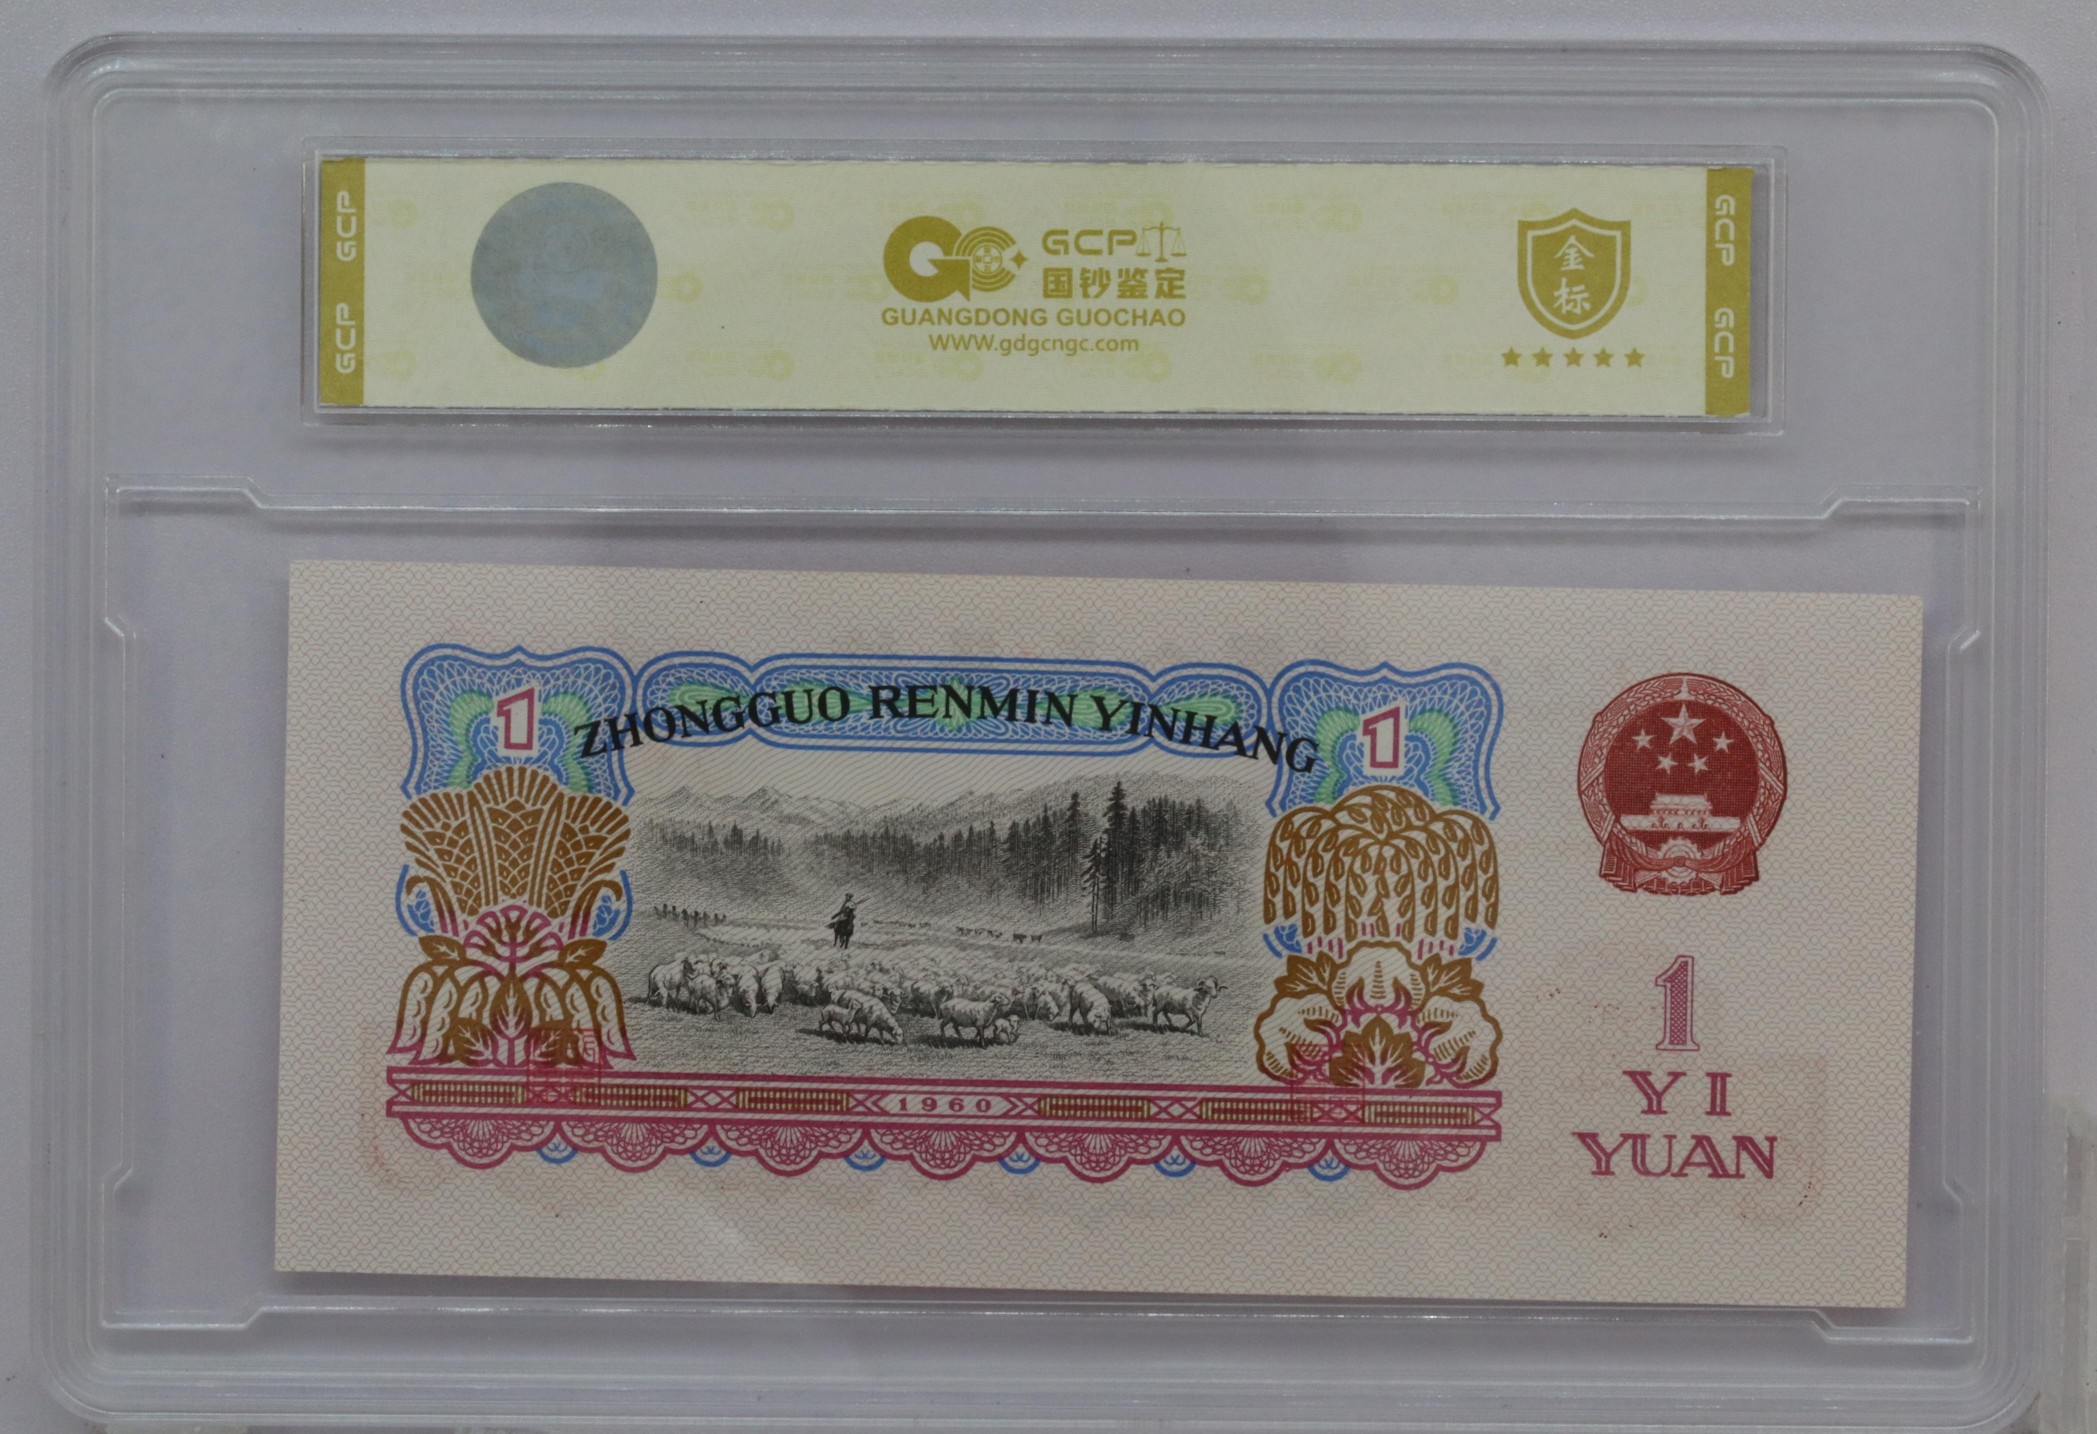 GCP
GCP
GCP
国钞鉴定
GUANGDONG GUOCHAO
WWW.gdgcngc.com
金标
GCP
GCP
1
ZHONGGUO RENMIN YINHANG
1
1960
1
YI
YUAN